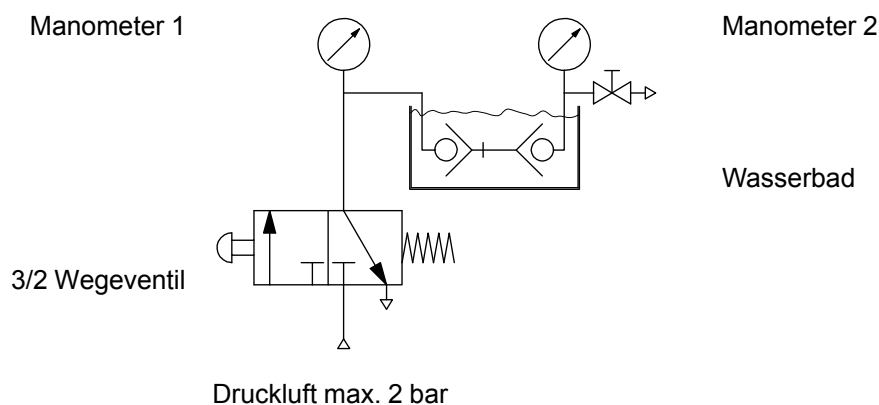 Manometer 1
Manometer 2
Wasserbad
3/2 Wegeventil
Druckluft max. 2 bar